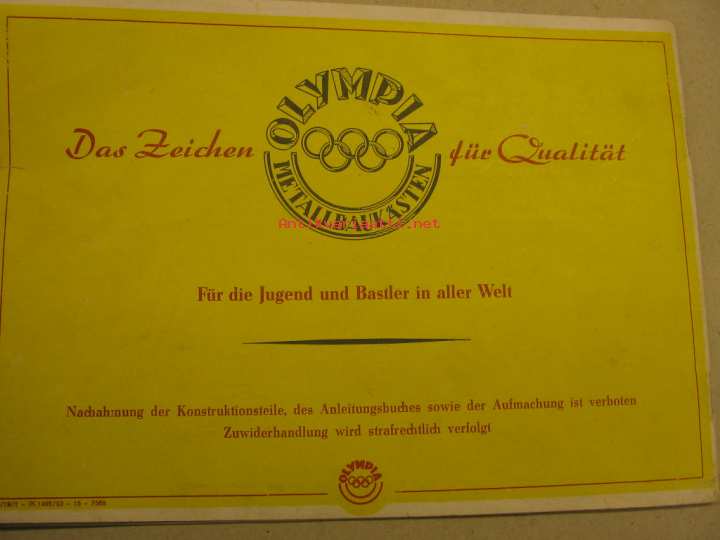 OLYMPIA
Das Zeichen für Qualität
METALLBAUKÄSTEN
Für die Jugend und Bastler in aller Welt
Nachahmung der Konstruktionsteile, des Anleitungsbuches sowie der Aufmachung ist verboten
Zuwiderhandlung wird strafrechtlich verfolgt
OLYMPIA